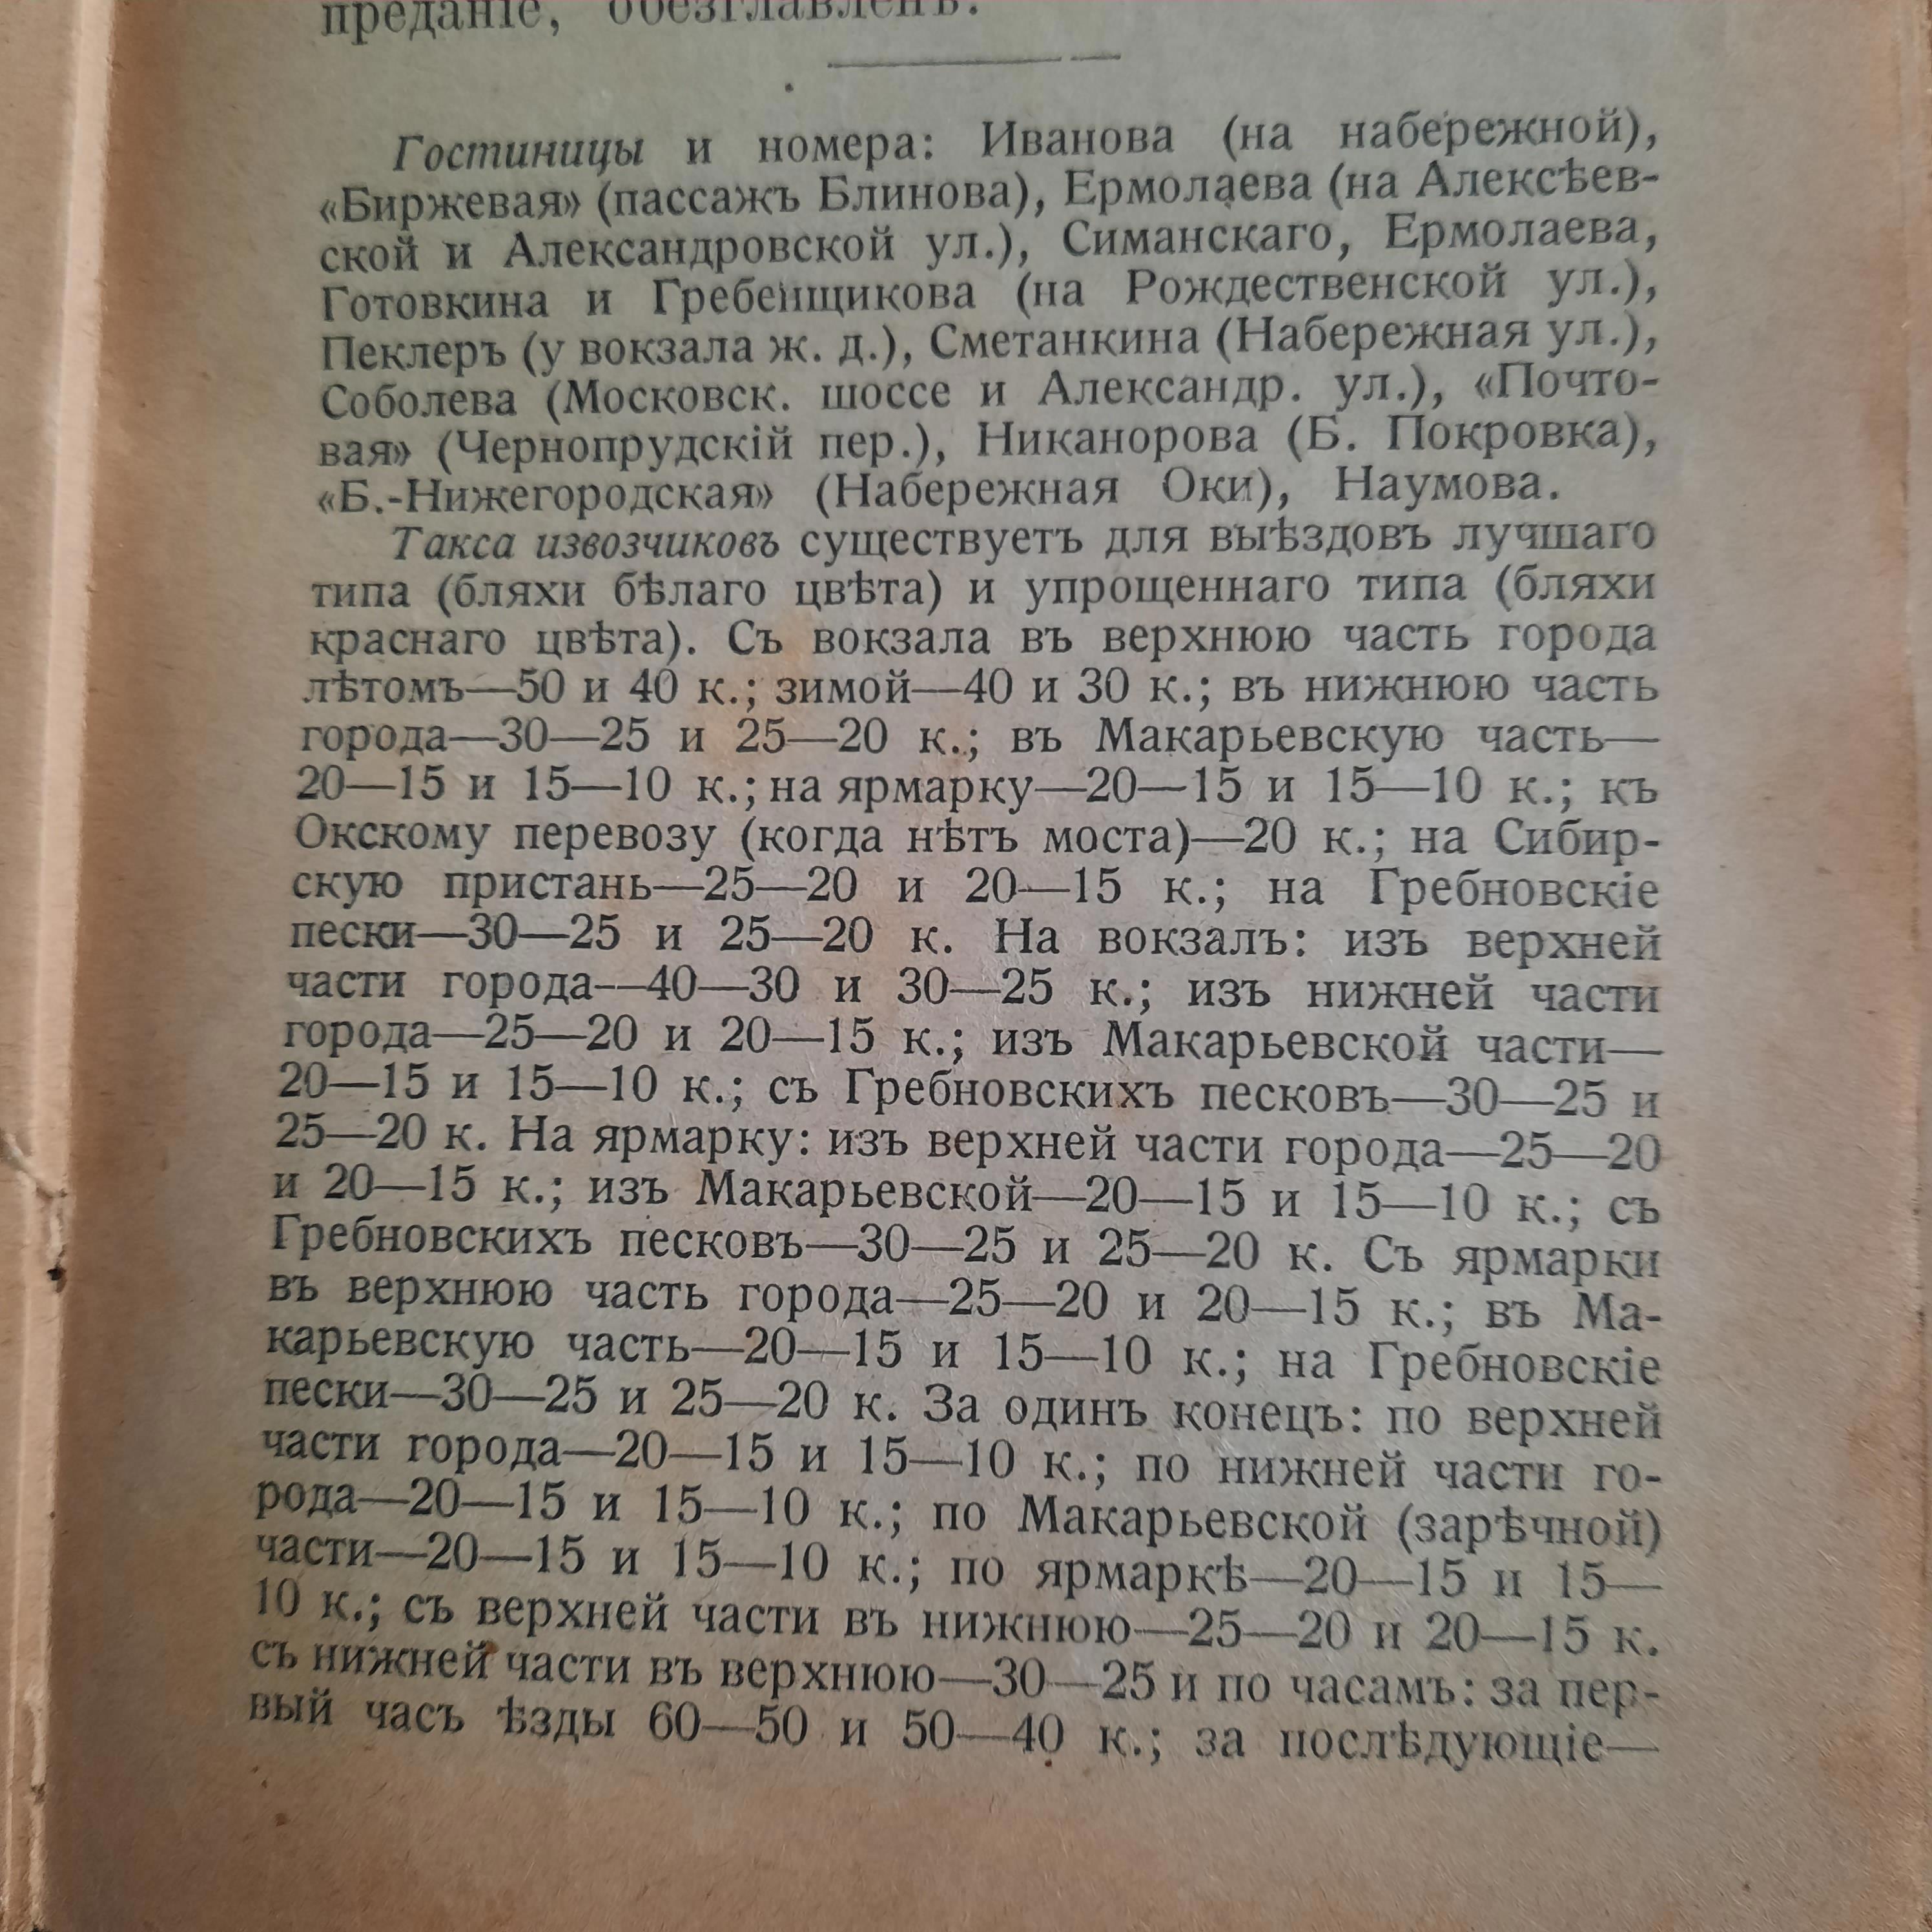 преданіе, обезглавленъ.
Гостиницы и номера: Иванова (на набережной),
«Биржевая» (пассажъ Блинова), Ермолаева (на Алексѣев-
ской и Александровской ул.), Симанскаго, Ермолаева,
Готовкина и Гребенщикова (на Рождественской ул.),
Пеклеръ (у вокзала ж. д.), Сметанкина (Набережная ул.),
Соболева (Московск. шоссе и Александр. ул.), «Почто-
вая» (Чернопрудскій пер.), Никанорова (Б. Покровка),
«Б.-Нижегородская» (Набережная Оки), Наумова.
Такса извозчиковъ существуетъ для выѣздовъ лучшаго
типа (бляхи бѣлаго цвѣта) и упрощеннаго типа (бляхи
краснаго цвѣта). Съ вокзала въ верхнюю часть города
лѣтомъ—50 и 40 к.; зимой—40 и 30 к.; въ нижнюю часть
города—30—25 и 25—20 к.; въ Макарьевскую часть—
20—15 и 15—10 к.; на ярмарку—20—15 и 15—10 к.; къ
Окскому перевозу (когда нѣтъ моста)—20 к.; на Сибир-
скую пристань—25—20 и 20—15 к.; на Гребновскіе
пески—30—25 и 25—20 к. На вокзалъ: изъ верхней
части города—40—30 и 30—25 к.; изъ нижней части
города—25—20 и 20—15 к.; изъ Макарьевской части—
20—15 и 15—10 к.; съ Гребновскихъ песковъ—30—25 и
25—20 к. На ярмарку: изъ верхней части города—25—20
и 20—15 к.; изъ Макарьевской—20—15 и 15—10 к.; съ
Гребновскихъ песковъ—30—25 и 25—20 к. Съ ярмарки
въ верхнюю часть города—25—20 и 20—15 к.; въ Ма-
карьевскую часть—20—15 и 15—10 к.; на Гребновскіе
пески—30—25 и 25—20 к. За одинъ конецъ: по верхней
части города—20—15 и 15—10 к.; по нижней части го-
рода—20—15 и 15—10 к.; по Макарьевской (зарѣчной)
части—20—15 и 15—10 к.; по ярмаркѣ—20—15 и 15—
10 к.; съ верхней части въ нижнюю—25—20 и 20—15 к.
съ нижней части въ верхнюю—30—25 и по часамъ: за пер-
вый часъ ѣзды 60—50 и 50—40 к.; за послѣдующіе—